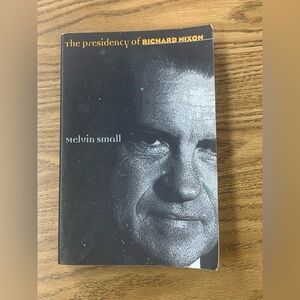 The presidency of RICHARD NIXON
Melvin Small